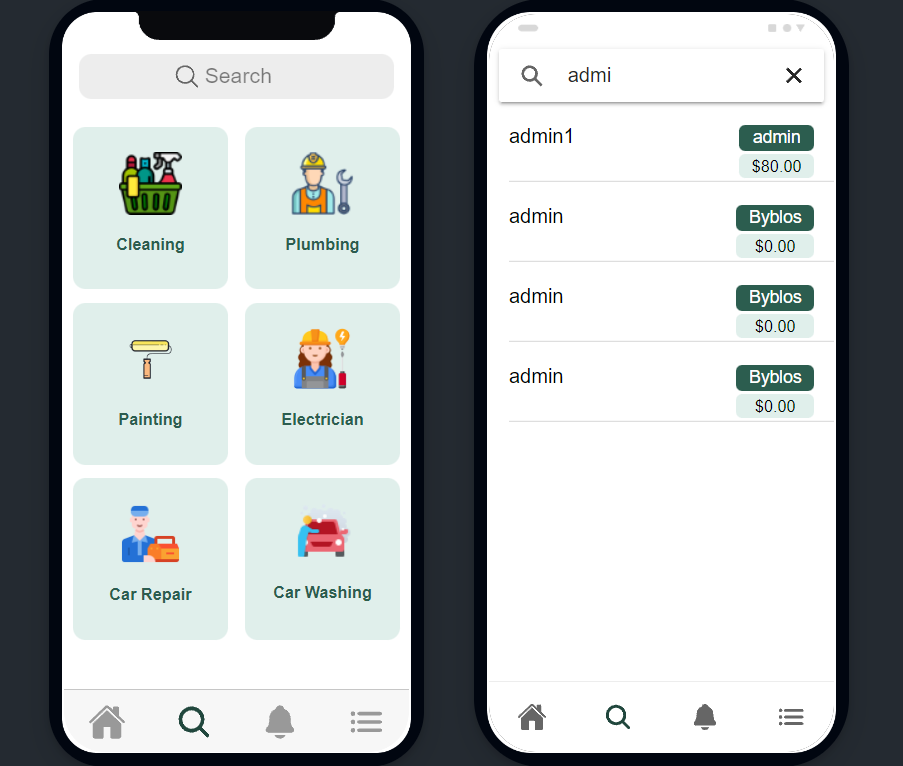 Search
Cleaning
Plumbing
Painting
Electrician
Car Repair
Car Washing
admi
admin1
admin
$80.00
admin
Byblos
$0.00
admin
Byblos
$0.00
admin
Byblos
$0.00